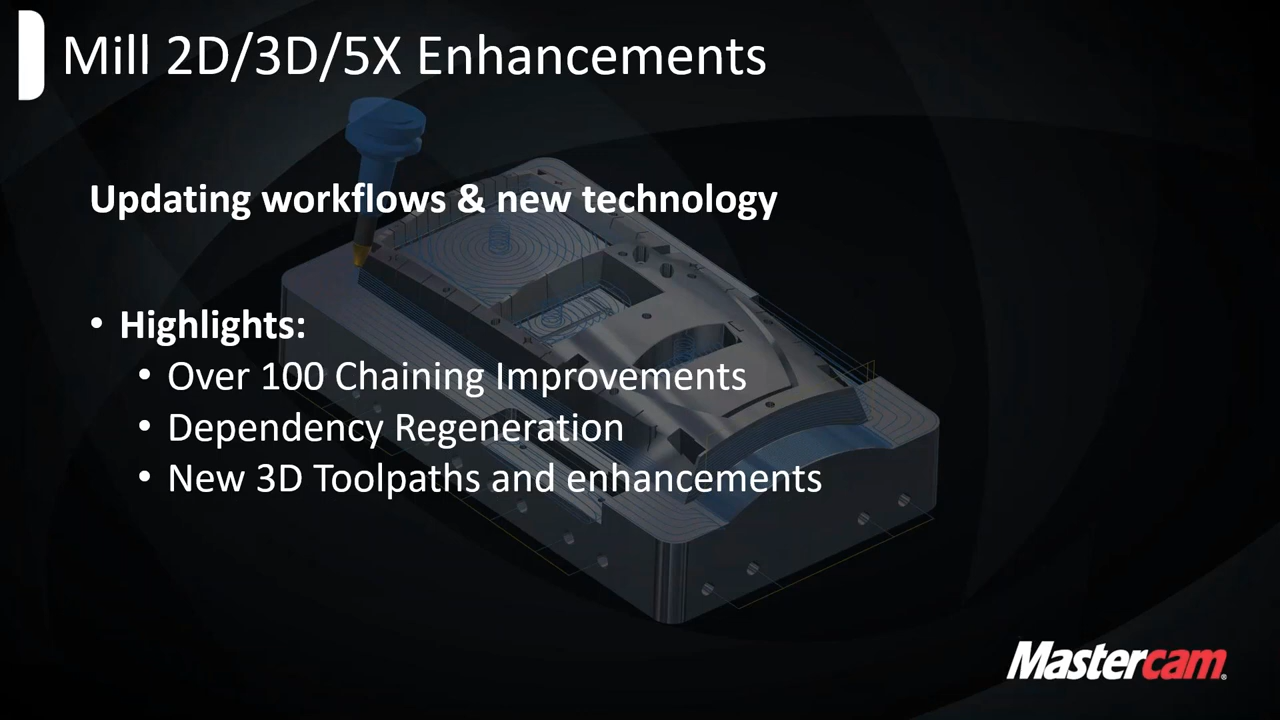 Mill 2D/3D/5X Enhancements
Updating workflows & new technology
• Highlights:
• Over 100 Chaining Improvements
• Dependency Regeneration
• New 3D Toolpaths and enhancements
Mastercam®